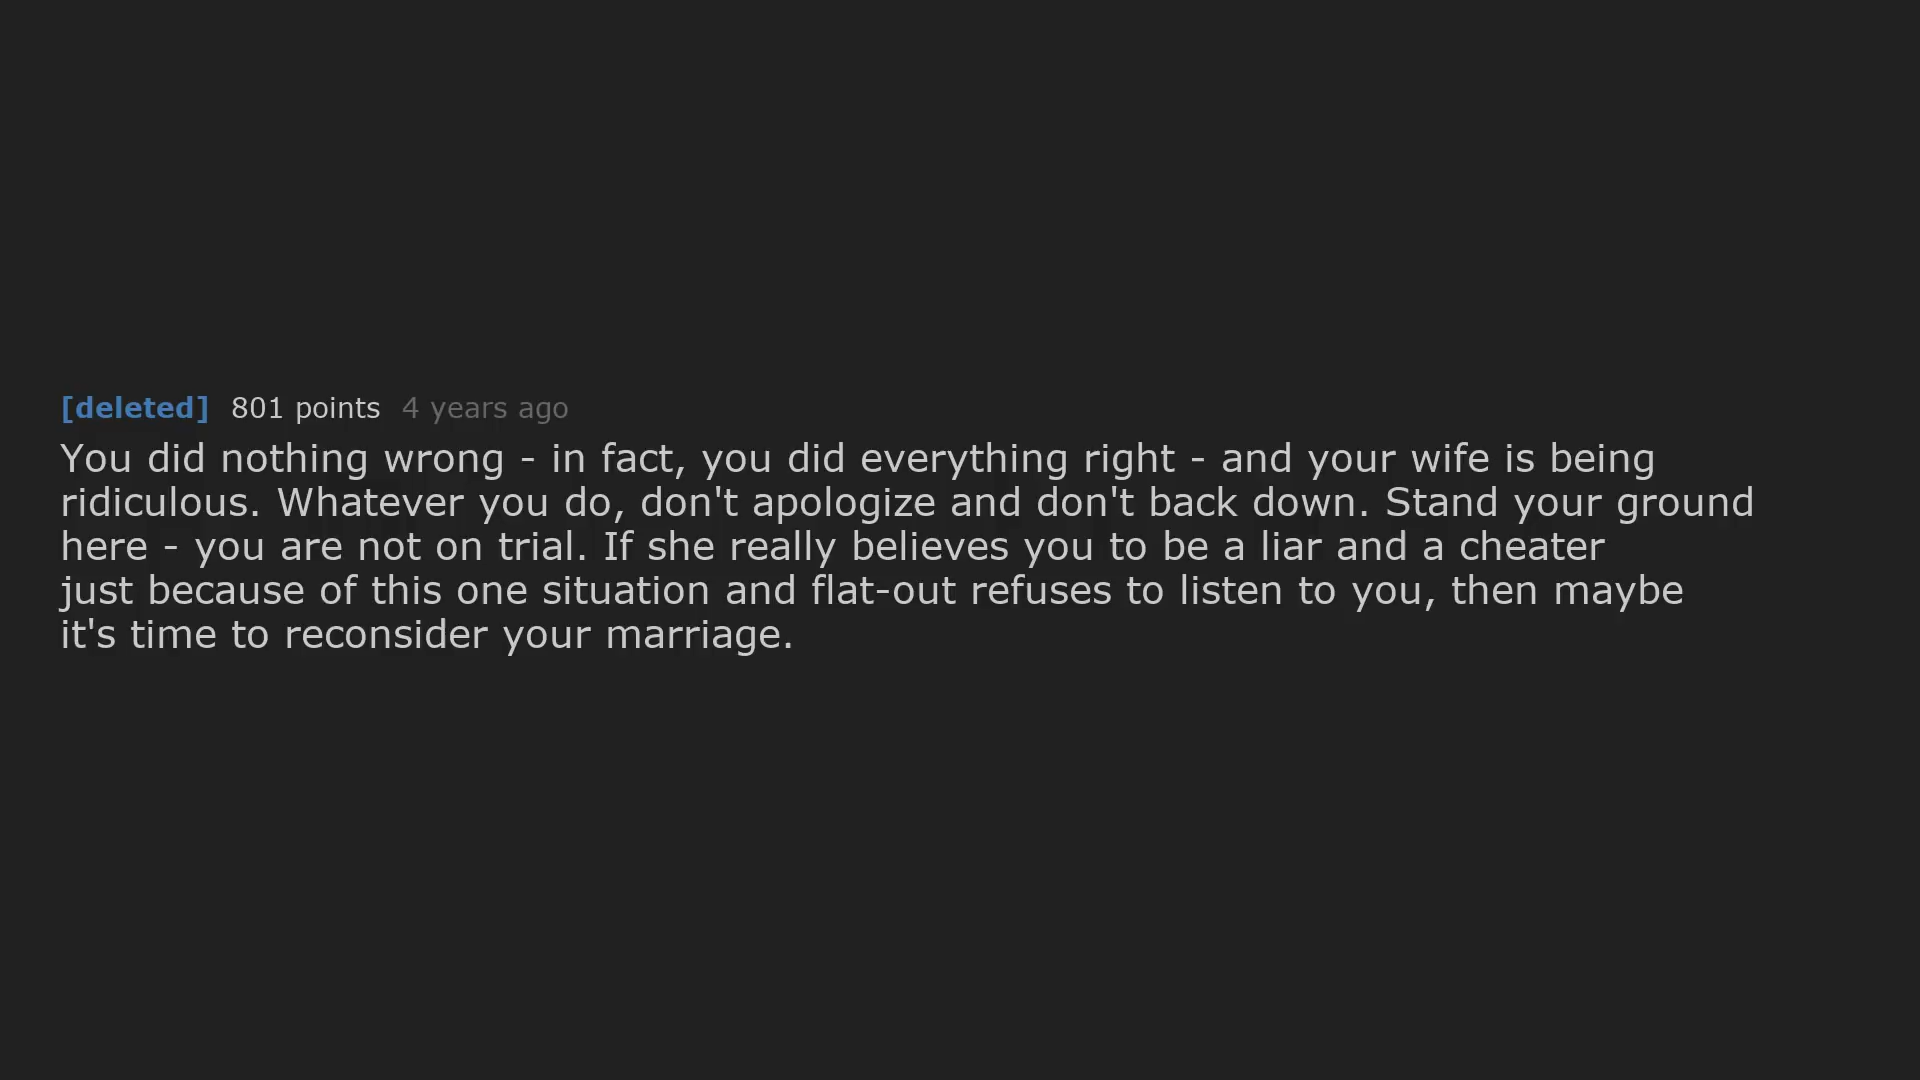 [deleted] 801 points 4 years ago
You did nothing wrong - in fact, you did everything right - and your wife is being
ridiculous. Whatever you do, don't apologize and don't back down. Stand your ground
here - you are not on trial. If she really believes you to be a liar and a cheater
just because of this one situation and flat-out refuses to listen to you, then maybe
it's time to reconsider your marriage.